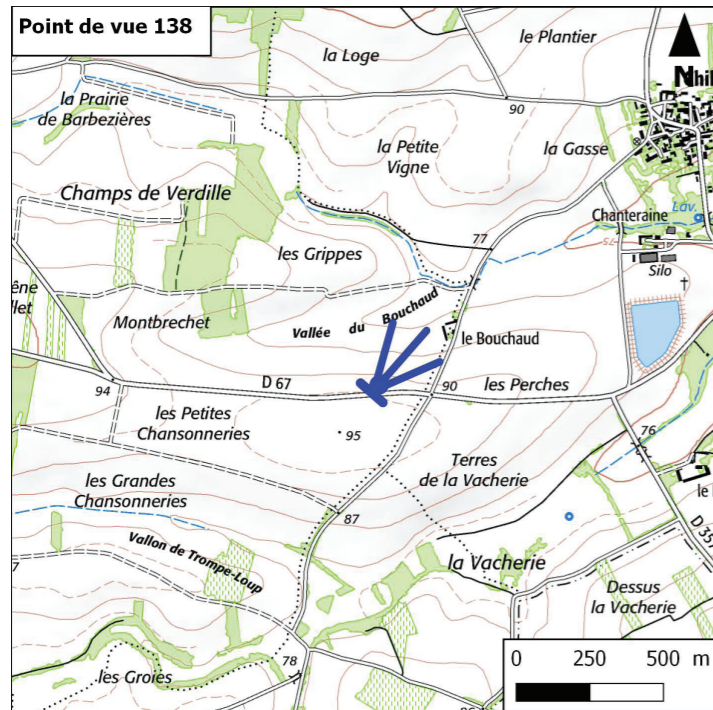 Point de vue 138
le Plantier
la Loge
N
la Prairie
de Barbezières
90
la Petite
Vigne
la Gasse
Champs de Verdille
Lav.
Chanteraine
77
75
les Grippes
Silo
Montbrechet
Vallée du Bouchaud
le Bouchaud
94
D 67
90
les Perches
les Petites
Chansonneries
95
76
Terres
de la Vacherie
les Grandes
Chansonneries
87
D
Vallon de Trompe-Loup
la Vacherie
Dessus
la Vacherie
78
les Groies
0 250 500 m